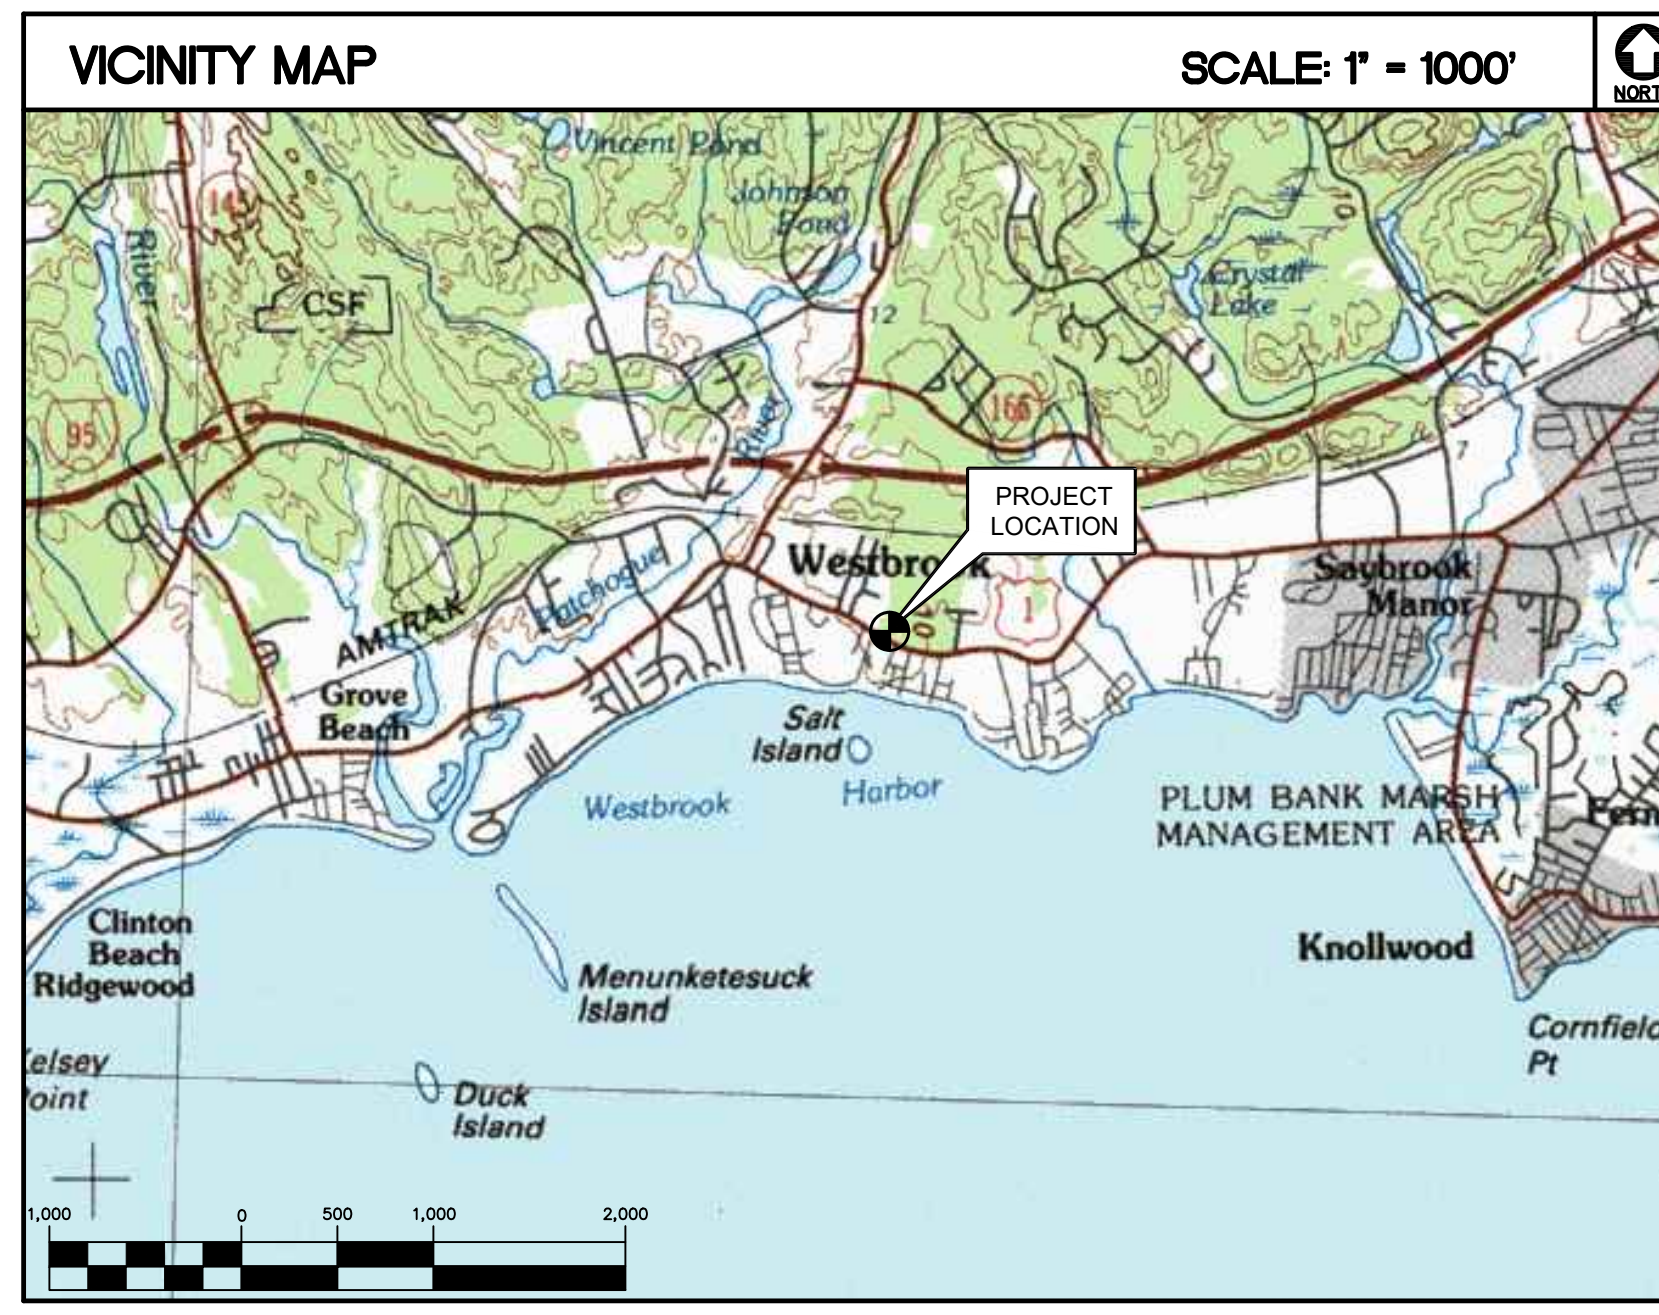 VICINITY MAP
SCALE: 1" = 1000'
NORT
Vincent Pond
Johnson
Pond
145
River
CSF
Crystal
Lake
10
12
95
166
River
7
PROJECT
LOCATION
Westbrook
Saybrook
Manor
Patchogue
AMTRAK
1
10
Grove
Beach
Salt
Island
Westbrook
Harbor
PLUM BANK MARSH
MANAGEMENT AREA
Fern
Clinton
Beach
Ridgewood
Knollwood
Menunketesuck
Island
Cornfield
Pt
elsey
oint
Duck
Island
1,000
0
500
1,000
2,000